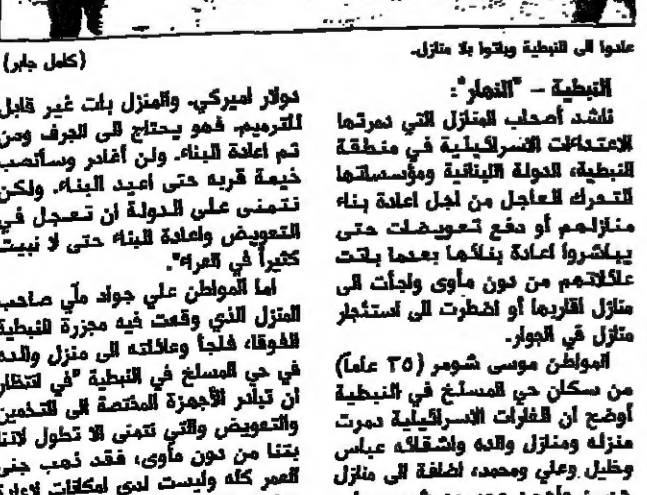 عادوا الى النبطية وباتوا بلا منازل.
(كامل جابر)
النبطية – "النهار":
ناشد أصحاب المنازل التي دمرتها
الاعتداءات الاسرائيلية في منطقة
النبطية، الدولة اللبنانية ومؤسساتها
التحرك العاجل من اجل اعادة بناء
منازلهم أو دفع تعويضات حتى
يباشروا اعادة بنائها بعدما باتت
عائلاتهم من دون مأوى ولجأت الى
منازل اقاربها أو اضطرت الى استئجار
منازل في الجوار.
المواطن موسى شومر (٣٥ عاماً)
من سكان حي المسلخ في النبطية
أوضح ان الغارات الاسرائيلية دمرت
منزله ومنازل والده واشقائه عباس
وخليل وعلي ومحمد، اضافة الى منازل
دولار اميركي. والمنزل بات غير قابل
للترميم. فهو يحتاج الى الجرف ومن
ثم اعادة البناء. ولن أغادر وسأنصب
خيمة قربه حتى أعيد البناء. ولكن
نتمنى على الدولة أن تعجل في
التعويض واعادة البناء حتى لا نبيت
كثيراً في العراء".
اما المواطن علي جواد ملّي صاحب
المنزل الذي وقعت فيه مجزرة النبطية
الفوقا، فلجأ وعائلته الى منزل والده
في حي المسلخ في النبطية "في انتظار
أن تبادر الأجهزة المختصة الى التخمين
والتعويض والتي نتمنى الا تطول لاننا
بتنا من دون مأوى، فقد ذهب جنى
العمر كله وليست لدي امكانات لاعادة